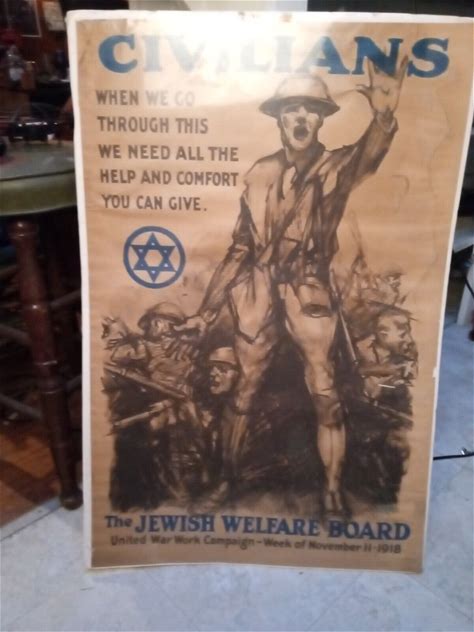 CIVILIANS
WHEN WE GO
THROUGH THIS
WE NEED ALL THE
HELP AND COMFORT
YOU CAN GIVE.
The JEWISH WELFARE BOARD
United War Work Campaign - Week of November 11-1918